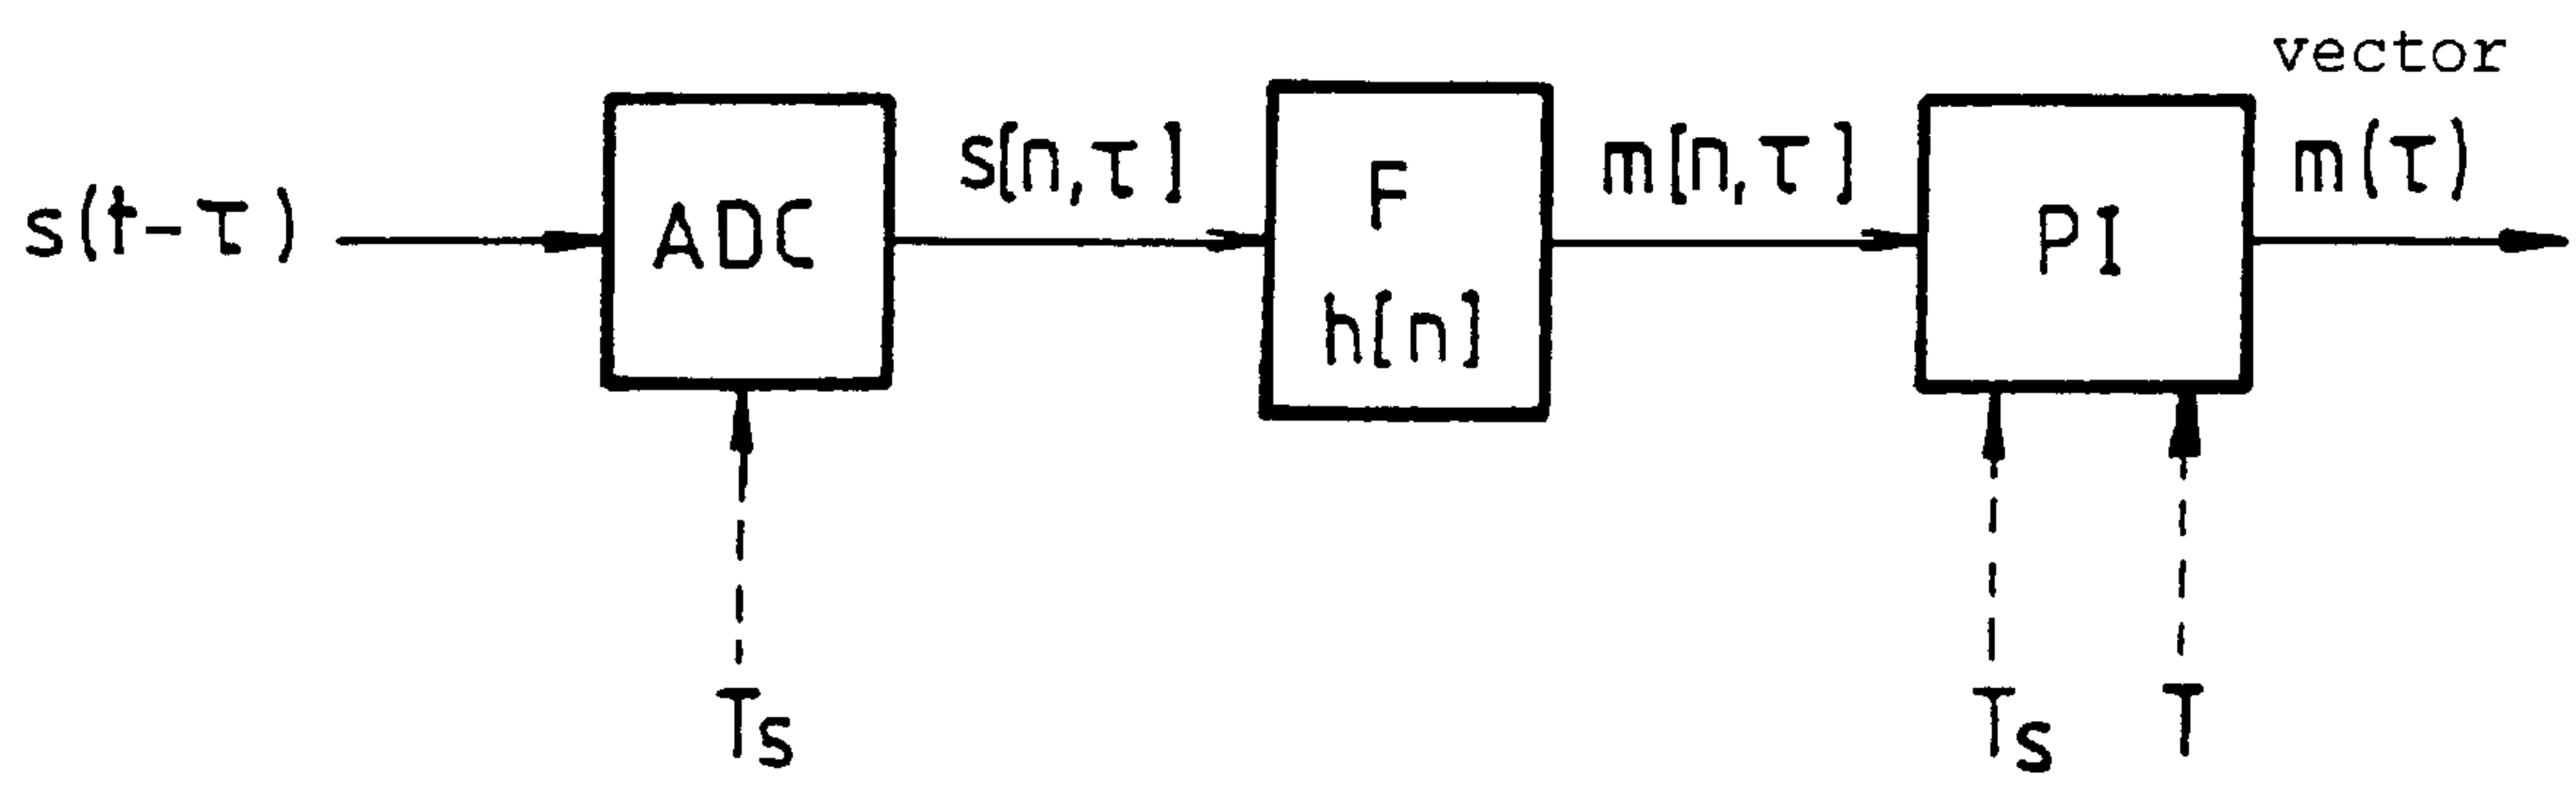 s(t-τ)
ADC
Ts
s[n,τ]
F
h[n]
m[n,τ]
PI
Ts
T
vector
m(τ)